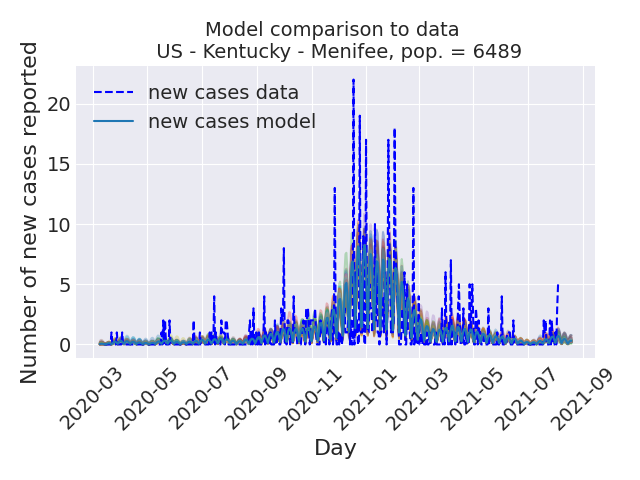 Model comparison to data
US - Kentucky - Menifee, pop. = 6489
Number of new cases reported
new cases data
new cases model
20
15
10
5
0
2020-03
2020-05
2020-07
2020-09
2020-11
2021-01
2021-03
2021-05
2021-07
2021-09
Day